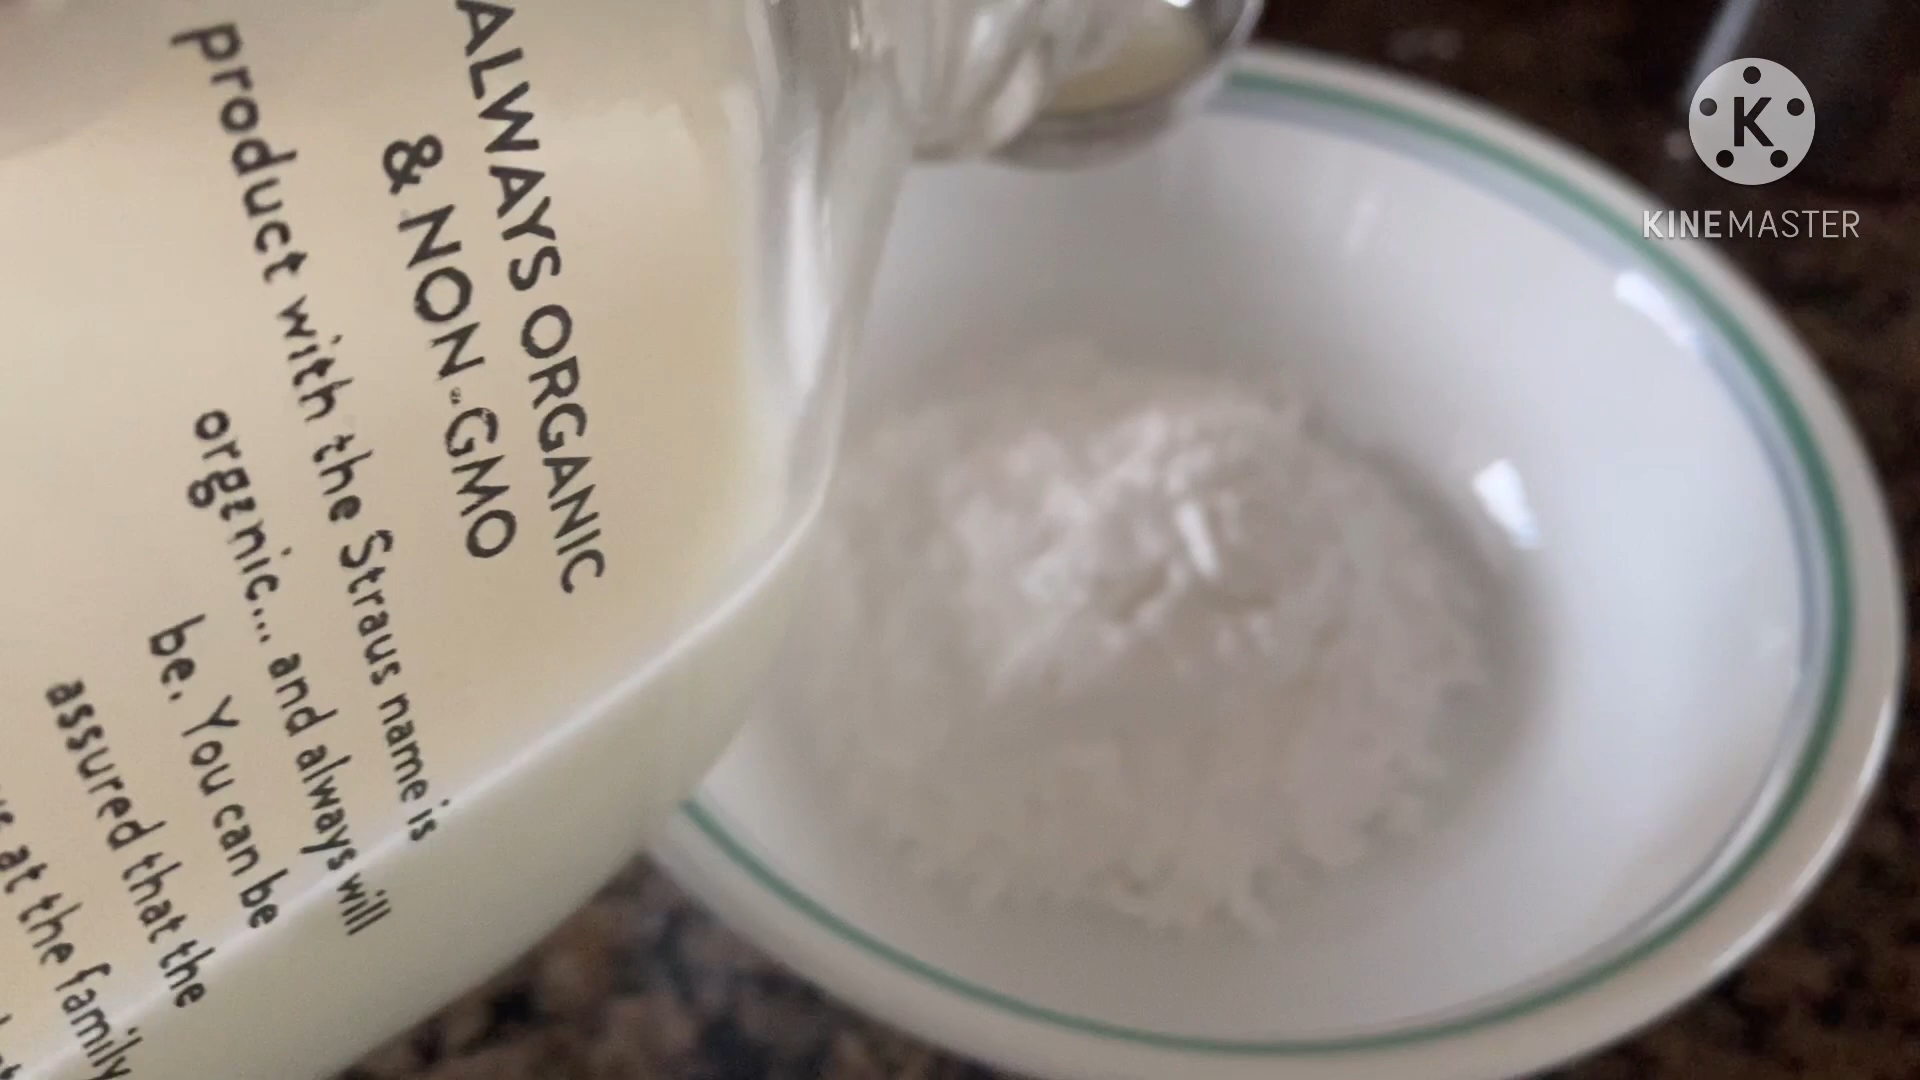 ALWAYS ORGANIC
& NON-GMO
product with the Straus name is
organic... and always will
be. You can be
assured that the
at the family
K
KINEMASTER